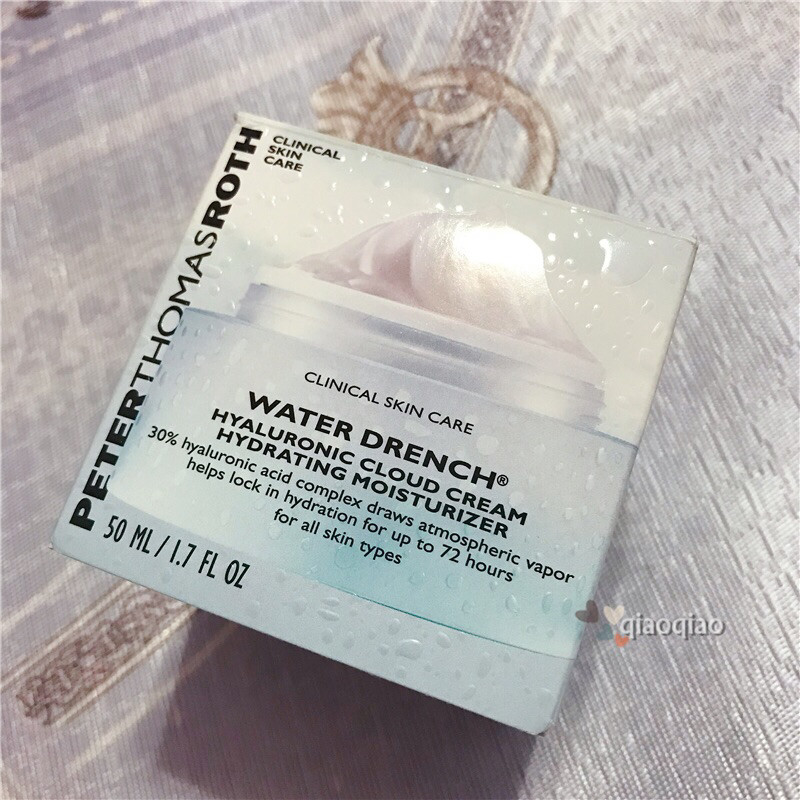 PETERTHOMASROTH
CLINICAL
SKIN
CARE
CLINICAL SKIN CARE
WATER DRENCH®
HYALURONIC CLOUD CREAM
HYDRATING MOISTURIZER
30% hyaluronic acid complex draws atmospheric vapor
helps lock in hydration for up to 72 hours
for all skin types
50 ML / 1.7 FL OZ
qiaoqiao